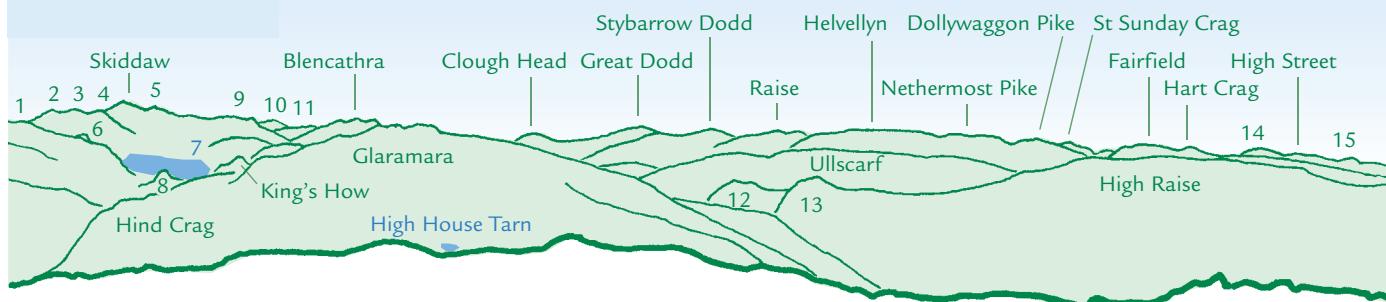 Stybarrow Dodd Helvellyn Dollywaggon Pike St Sunday Crag
Skiddaw Blencathra Clough Head Great Dodd Fairfield High Street
Raise Nethermost Pike Hart Crag
1 2 3 4 5 9 10 11
6 7 14 15
Glaramara Ullscarf
8 King's How High Raise
12 13
Hind Crag High House Tarn